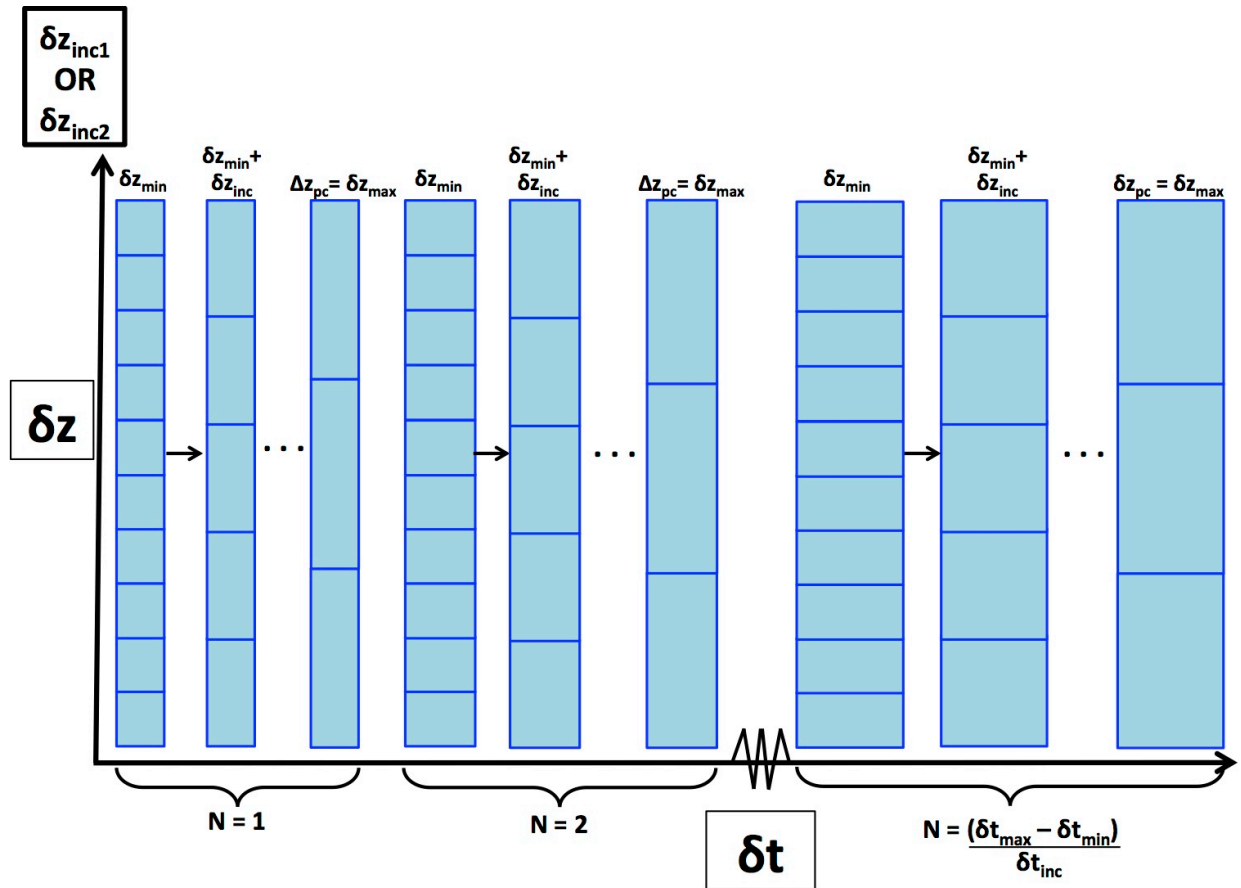 δz_inc1
OR
δz_inc2
δz_min
δz_min+
δz_inc
Δz_pc= δz_max
δz_min
δz_min+
δz_inc
Δz_pc= δz_max
δz_min
δz_min+
δz_inc
δz_pc = δz_max
δz
. . .
. . .
. . .
N = 1
N = 2
δt
N = (δt_max – δt_min)
δt_inc